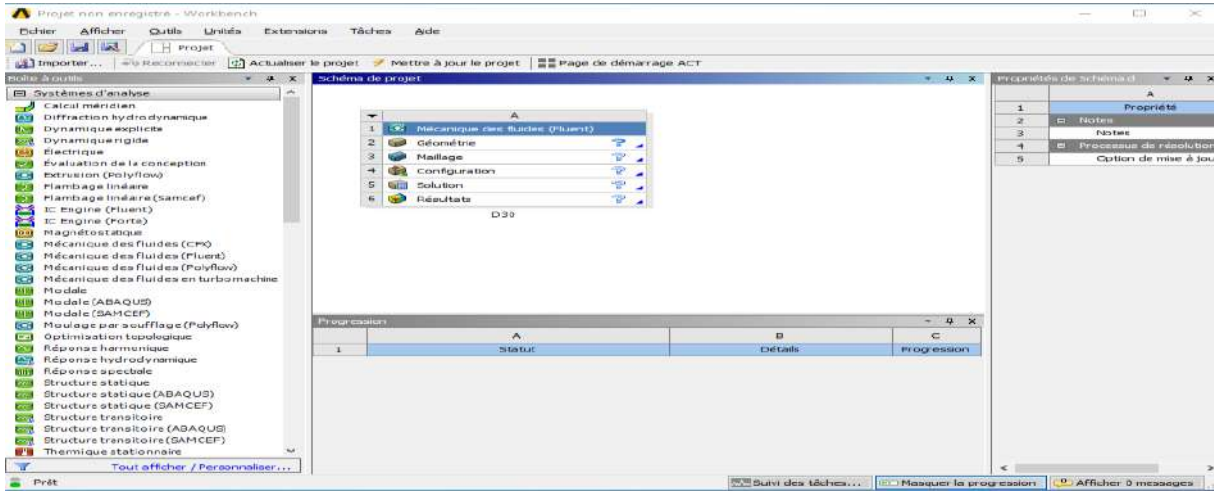 Projet non enregistré - Workbench
Fichier Afficher Outils Unités Extensions Tâches Aide
Projet
Importer... Reconnecter Actualiser le projet Mettre à jour le projet Page de démarrage ACT
Boîte à outils
Systèmes d'analyse
Calcul méridien
Diffraction hydrodynamique
Dynamique explicite
Dynamique rigide
Électrique
Évaluation de la conception
Extrusion (Polyflow)
Flambage linéaire
Flambage linéaire (Samcef)
IC Engine (Fluent)
IC Engine (Forte)
Magnétostatique
Mécanique des fluides (CFX)
Mécanique des fluides (Fluent)
Mécanique des fluides (Polyflow)
Mécanique des fluides en turbomachine
Modale
Modale (ABAQUS)
Modale (SAMCEF)
Moulage par soufflage (Polyflow)
Optimisation topologique
Réponse harmonique
Réponse hydrodynamique
Réponse spectrale
Structure statique
Structure statique (ABAQUS)
Structure statique (SAMCEF)
Structure transitoire
Structure transitoire (ABAQUS)
Structure transitoire (SAMCEF)
Thermique stationnaire
Tout afficher / Personnaliser...
Schéma de projet
A
1 Mécanique des fluides (Fluent)
2 Géométrie
3 Maillage
4 Configuration
5 Solution
6 Résultats
D30
Progression
A B C
1 Statut Détails Progression
Propriétés de Schéma d
A
1 Propriété
2 Notes
3 Notes
4 Processus de résolution
5 Option de mise à jou
Prêt
Suivi des tâches... Masquer la progression Afficher 0 messages